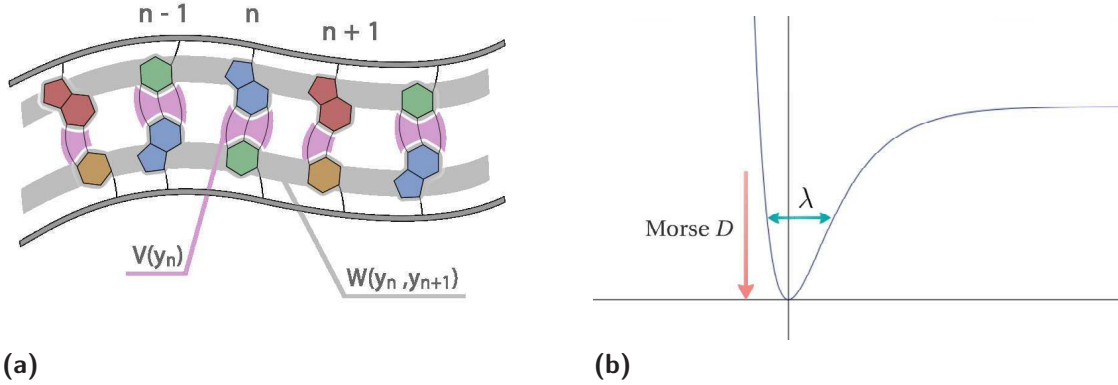 n - 1
n
n + 1
V(yn)
W(yn ,yn+1)
(a)
λ
Morse D
(b)